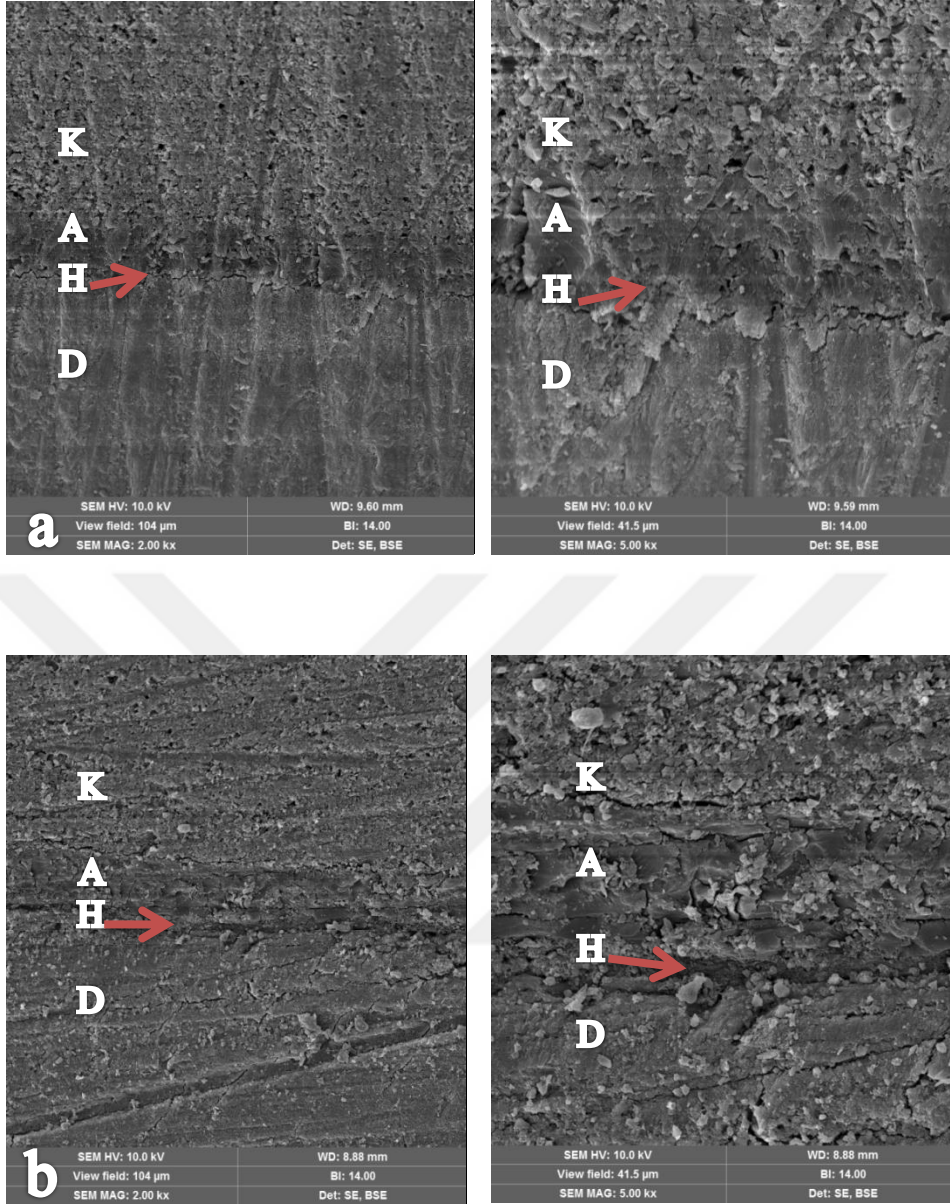 K
A
H
D
SEM HV: 10.0 kV WD: 9.60 mm
View field: 104 µm BI: 14.00
SEM MAG: 2.00 kx Det: SE, BSE
a
K
A
H
D
SEM HV: 10.0 kV WD: 9.59 mm
View field: 41.5 µm BI: 14.00
SEM MAG: 5.00 kx Det: SE, BSE
K
A
H
D
SEM HV: 10.0 kV WD: 8.88 mm
View field: 104 µm BI: 14.00
SEM MAG: 2.00 kx Det: SE, BSE
b
K
A
H
D
SEM HV: 10.0 kV WD: 8.88 mm
View field: 41.5 µm BI: 14.00
SEM MAG: 5.00 kx Det: SE, BSE